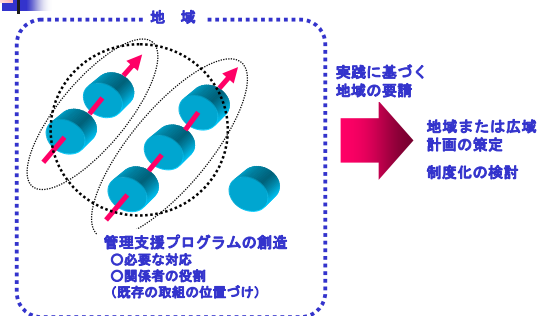 地　域
実践に基づく
地域の要請
地域または広域
計画の策定
制度化の検討
管理支援プログラムの創造
○必要な対応
○関係者の役割
（既存の取組の位置づけ）